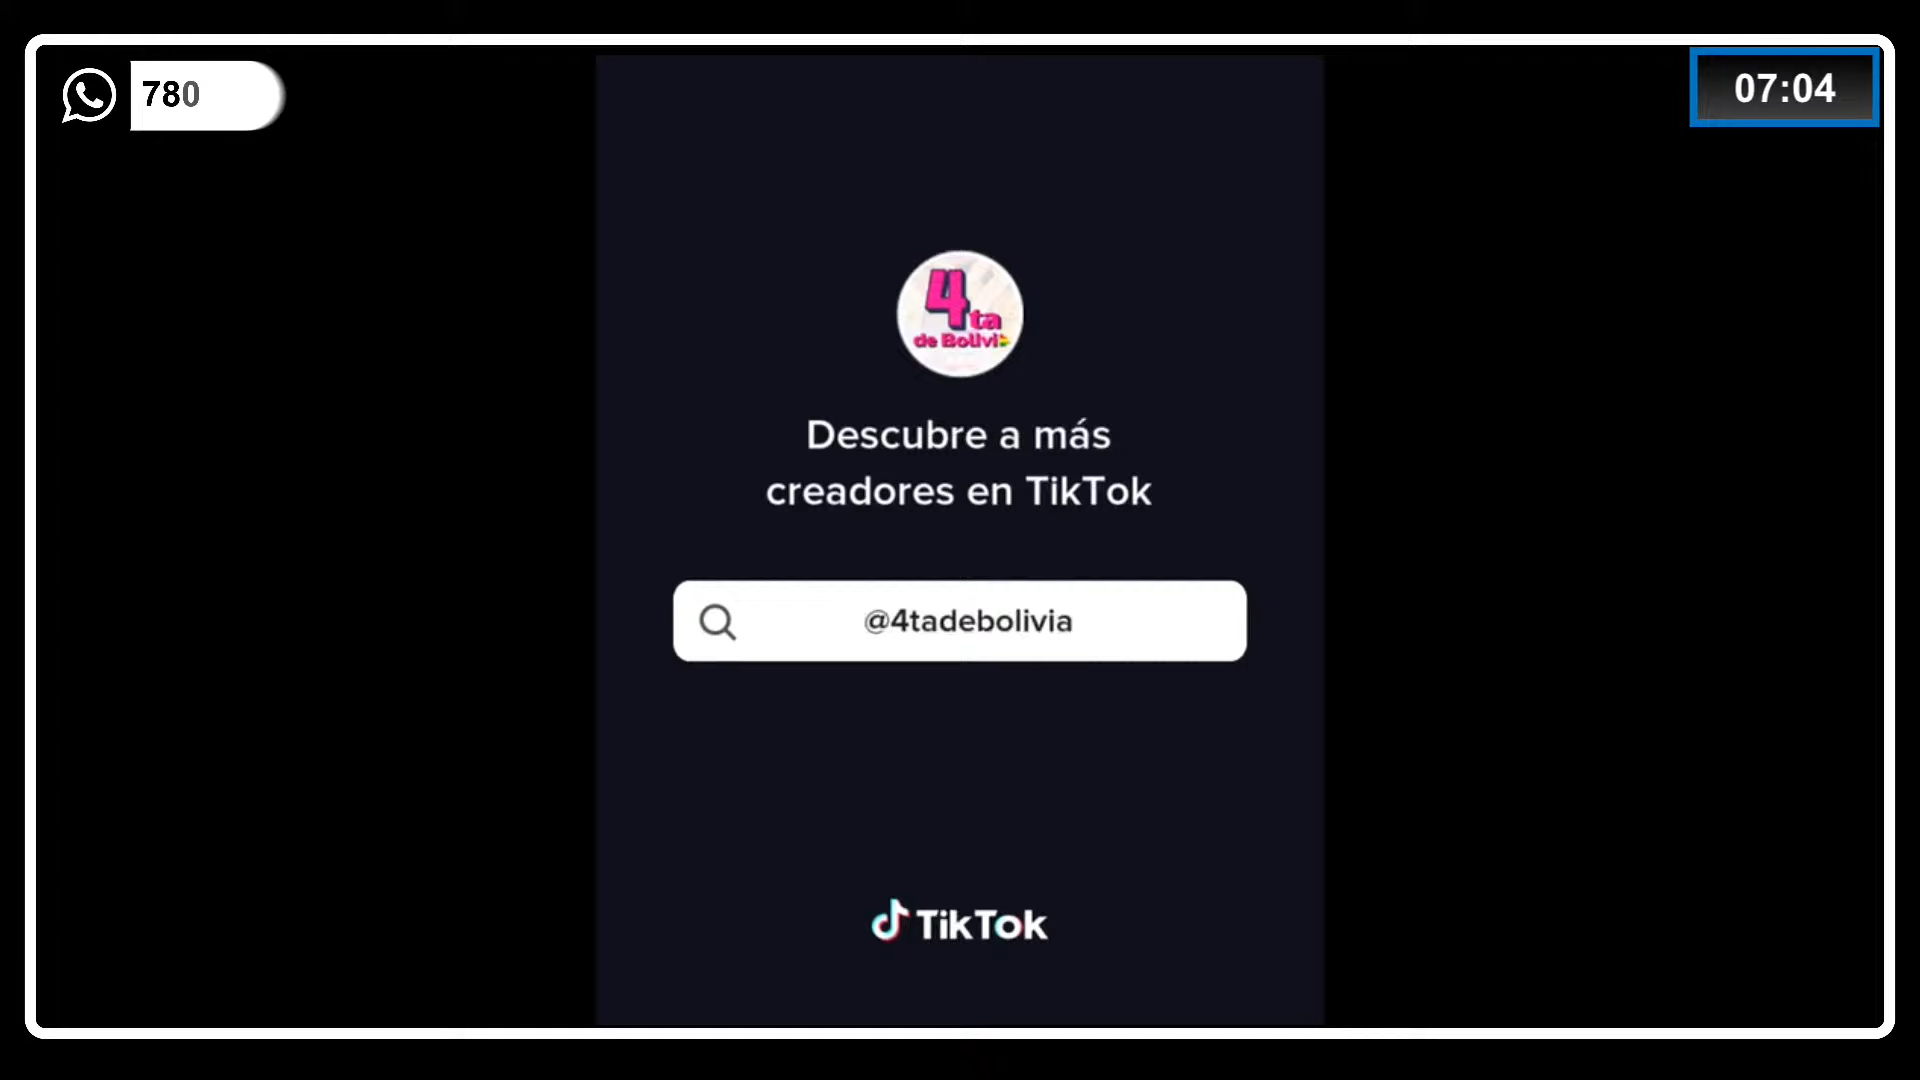 780
07:04
4ta
de Bolivia
Descubre a más
creadores en TikTok
@4tadebolivia
TikTok